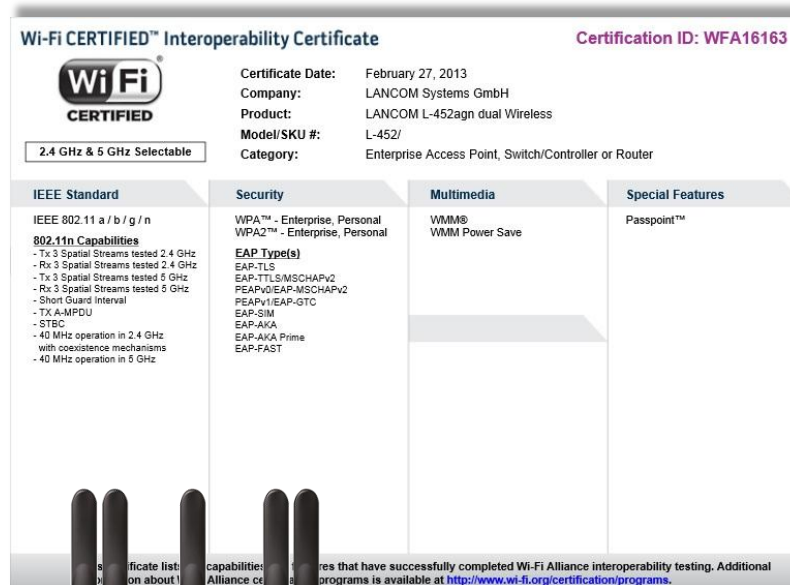 Wi-Fi CERTIFIED™ Interoperability Certificate
Certification ID: WFA16163
Wi Fi
CERTIFIED
2.4 GHz & 5 GHz Selectable
Certificate Date: February 27, 2013
Company: LANCOM Systems GmbH
Product: LANCOM L-452agn dual Wireless
Model/SKU #: L-452/
Category: Enterprise Access Point, Switch/Controller or Router
IEEE Standard
IEEE 802.11 a / b / g / n
802.11n Capabilities
- Tx 3 Spatial Streams tested 2.4 GHz
- Rx 3 Spatial Streams tested 2.4 GHz
- Tx 3 Spatial Streams tested 5 GHz
- Rx 3 Spatial Streams tested 5 GHz
- Short Guard Interval
- TX A-MPDU
- STBC
- 40 MHz operation in 2.4 GHz
with coexistence mechanisms
- 40 MHz operation in 5 GHz
Security
WPA™ - Enterprise, Personal
WPA2™ - Enterprise, Personal
EAP Type(s)
EAP-TLS
EAP-TTLS/MSCHAPv2
PEAPv0/EAP-MSCHAPv2
PEAPv1/EAP-GTC
EAP-SIM
EAP-AKA
EAP-AKA Prime
EAP-FAST
Multimedia
WMM®
WMM Power Save
Special Features
Passpoint™
capabilities that have successfully completed Wi-Fi Alliance interoperability testing. Additional
about Alliance programs is available at http://www.wi-fi.org/certification/programs.